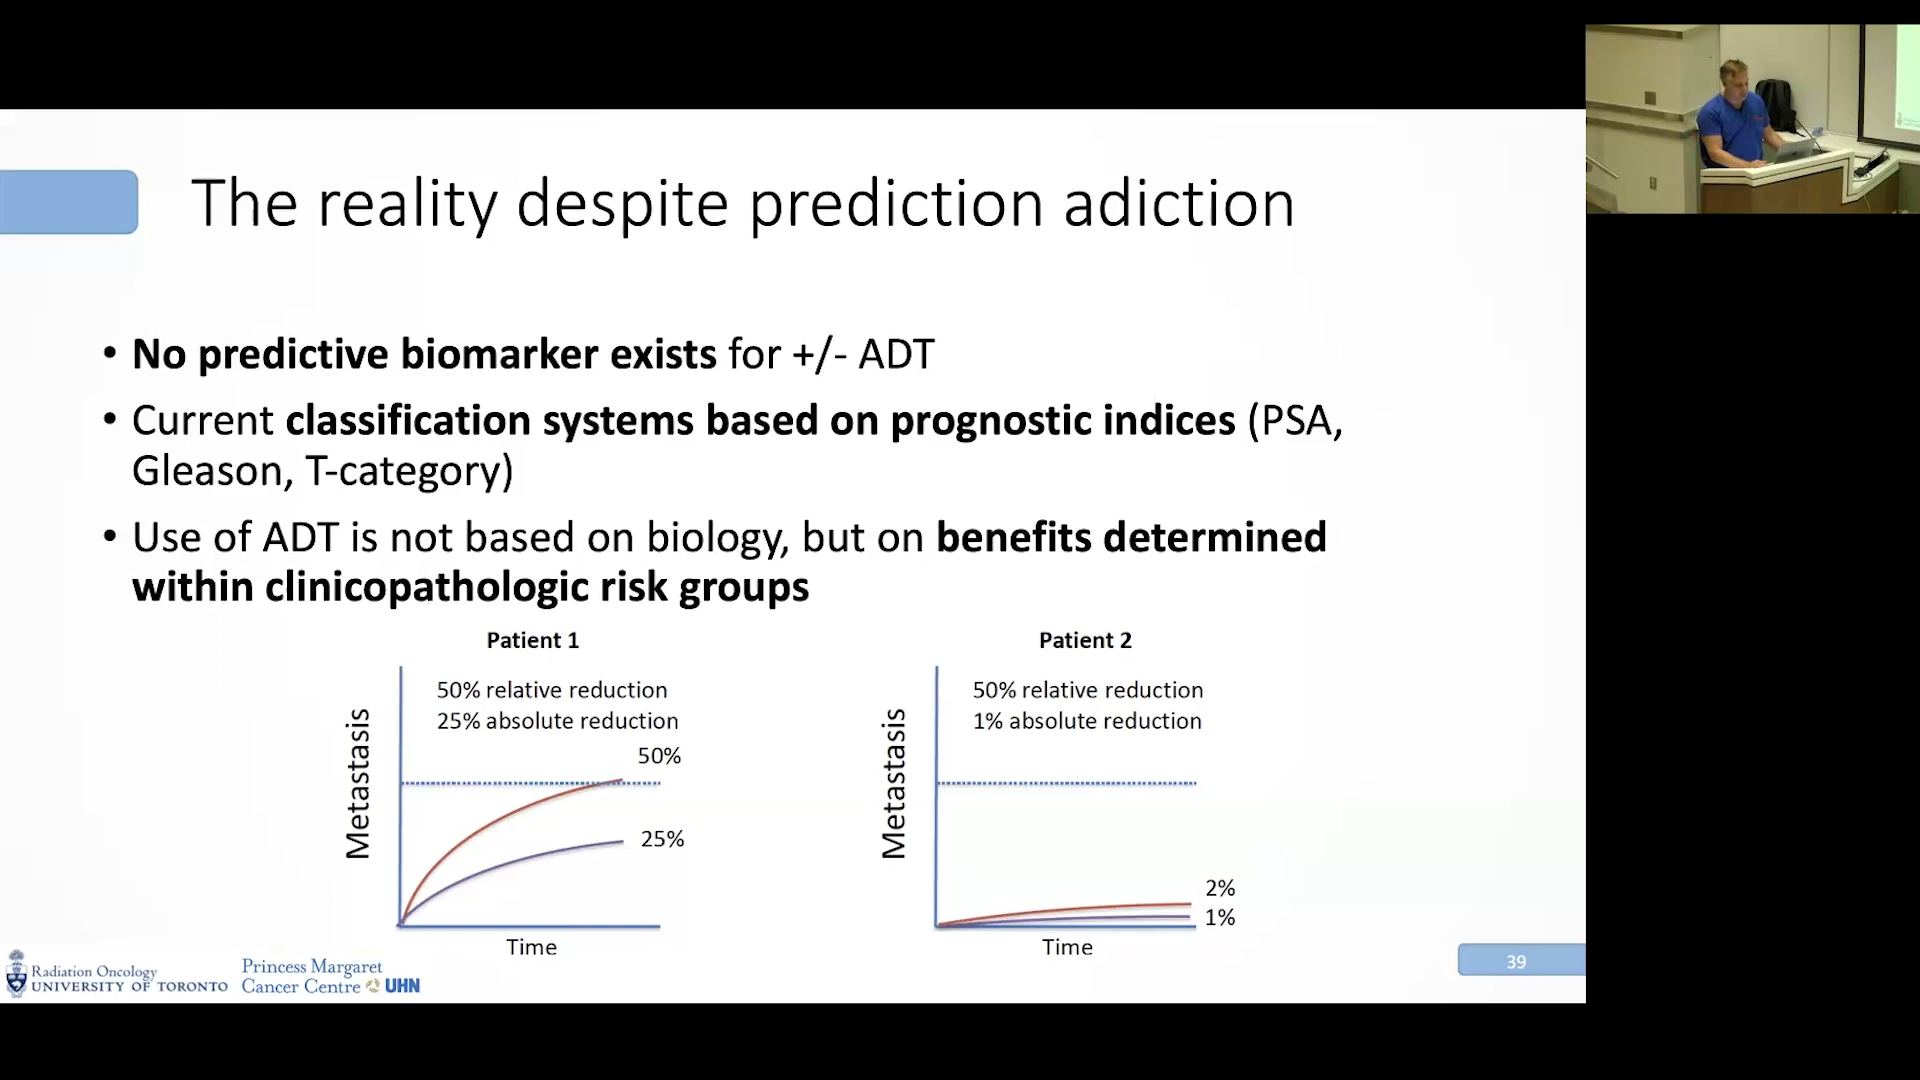 The reality despite prediction adiction
• No predictive biomarker exists for +/- ADT
• Current classification systems based on prognostic indices (PSA,
Gleason, T-category)
• Use of ADT is not based on biology, but on benefits determined
within clinicopathologic risk groups
Patient 1
50% relative reduction
25% absolute reduction
50%
25%
Metastasis
Time
Patient 2
50% relative reduction
1% absolute reduction
2%
1%
Metastasis
Time
Radiation Oncology
UNIVERSITY OF TORONTO
Princess Margaret
Cancer Centre UHN
39